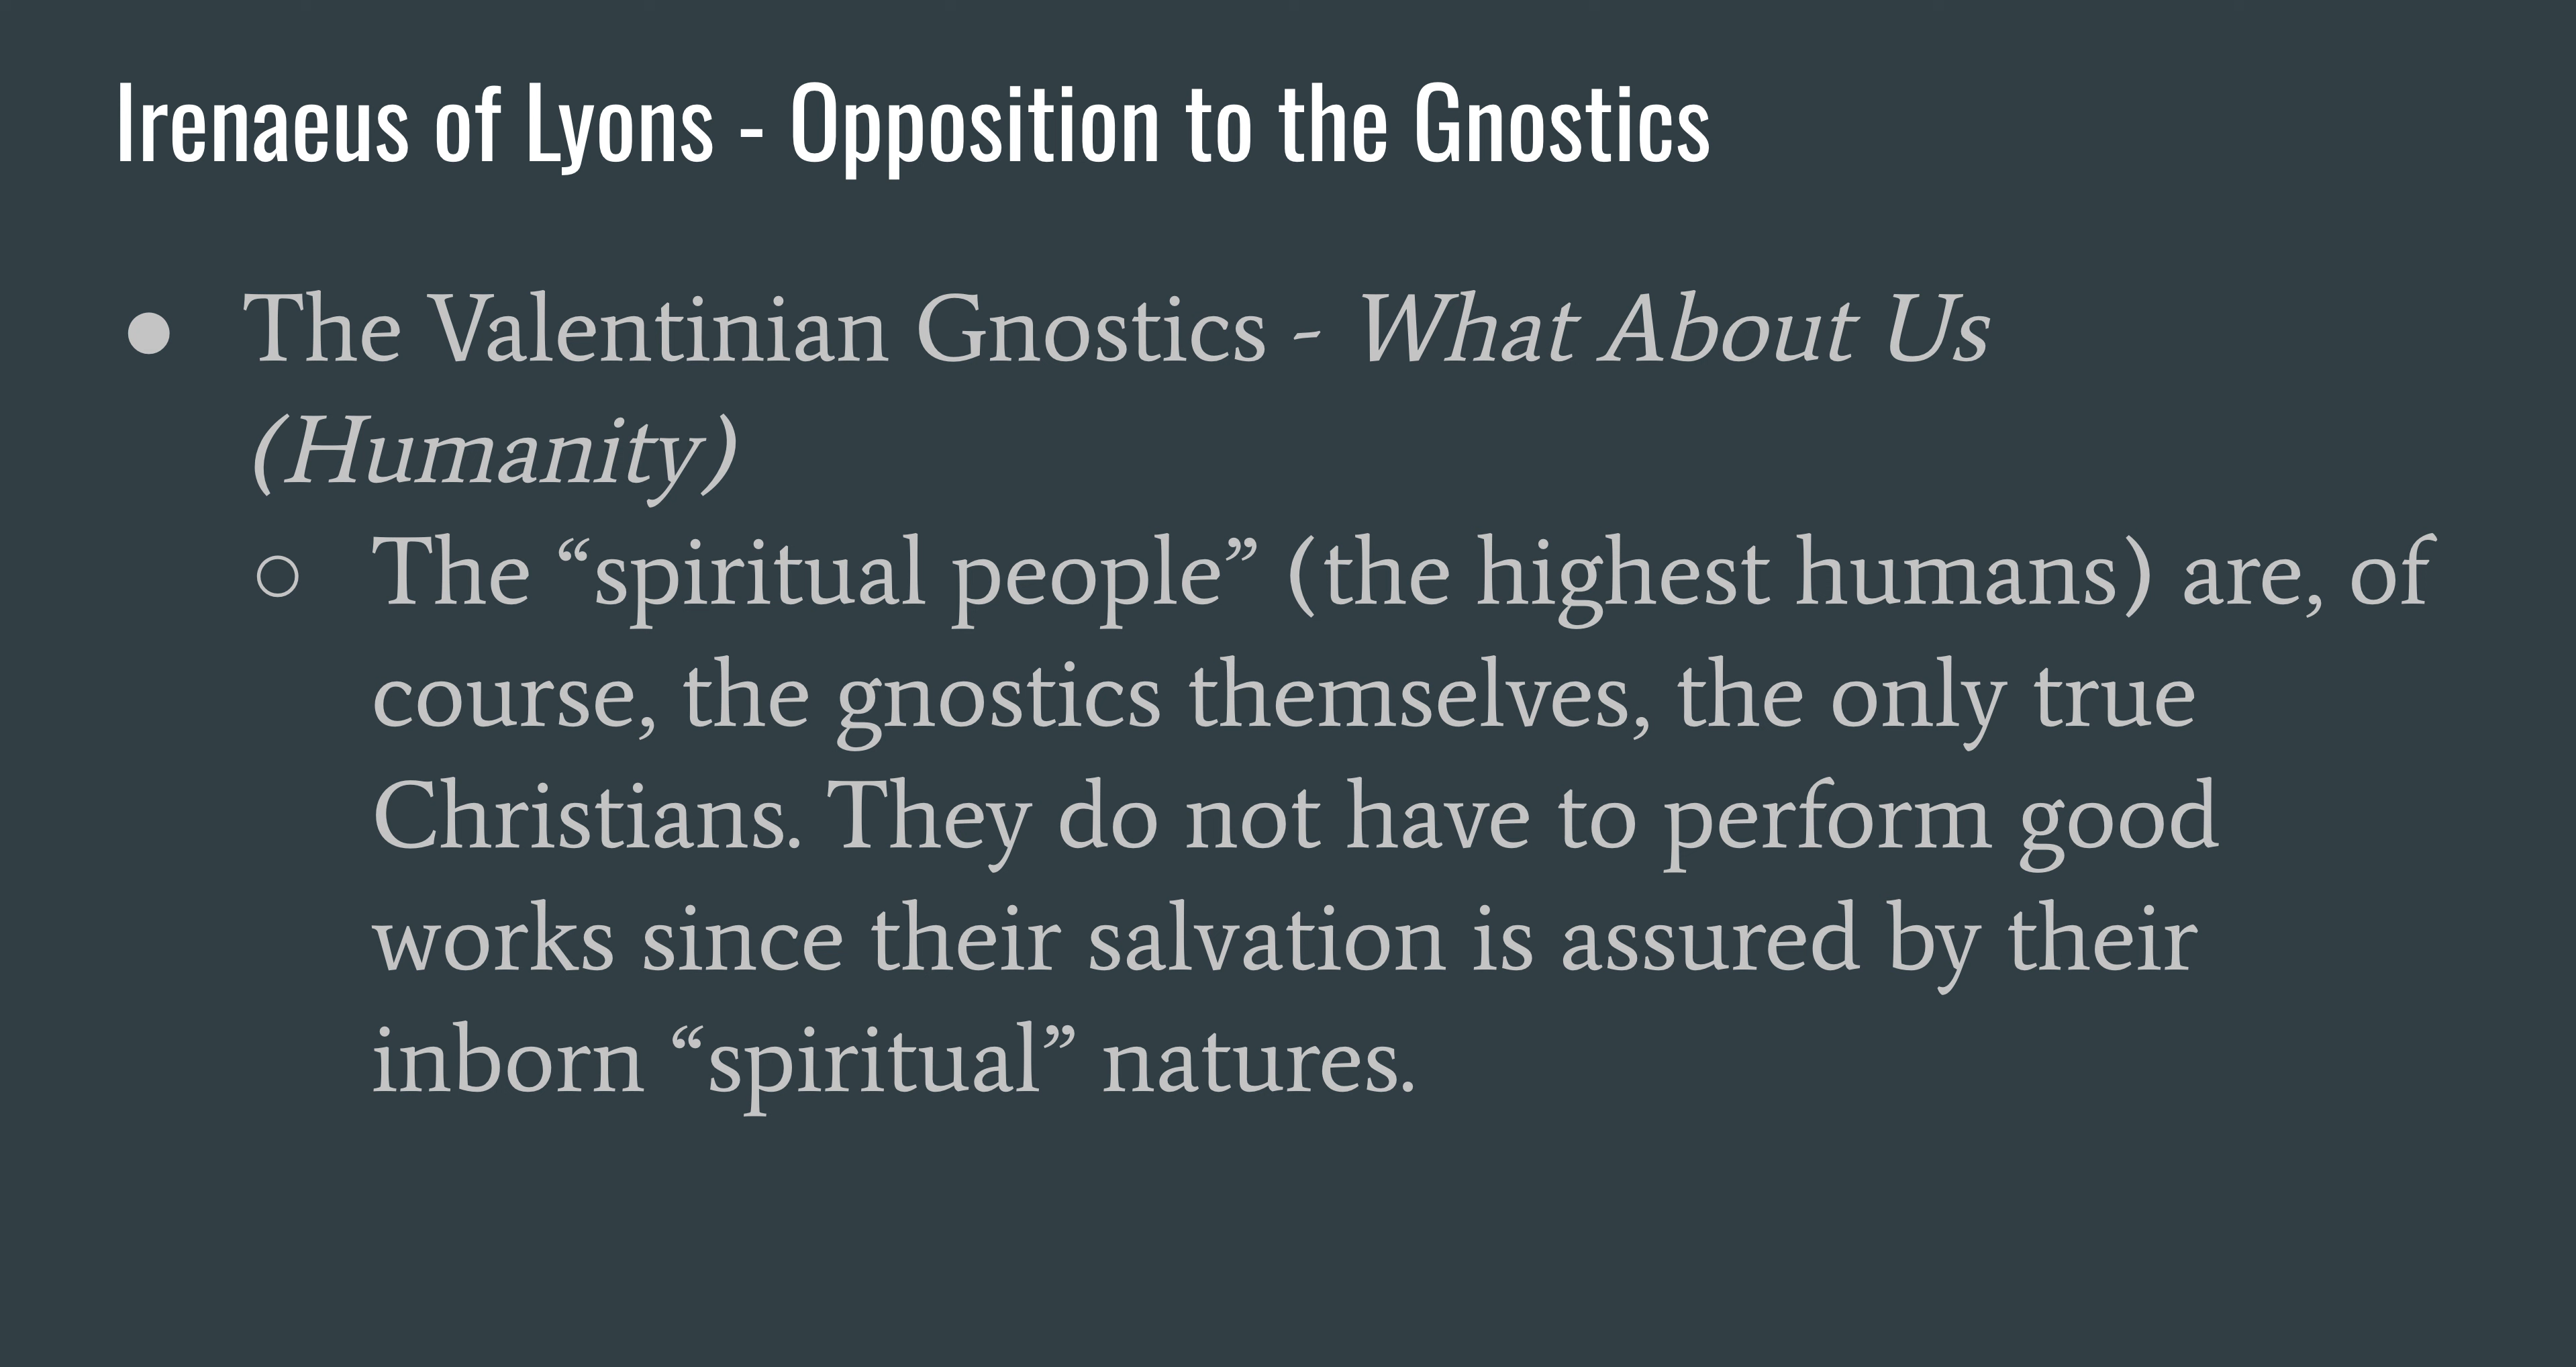 Irenaeus of Lyons - Opposition to the Gnostics
● The Valentinian Gnostics - What About Us
(Humanity)
○ The “spiritual people” (the highest humans) are, of
course, the gnostics themselves, the only true
Christians. They do not have to perform good
works since their salvation is assured by their
inborn “spiritual” natures.